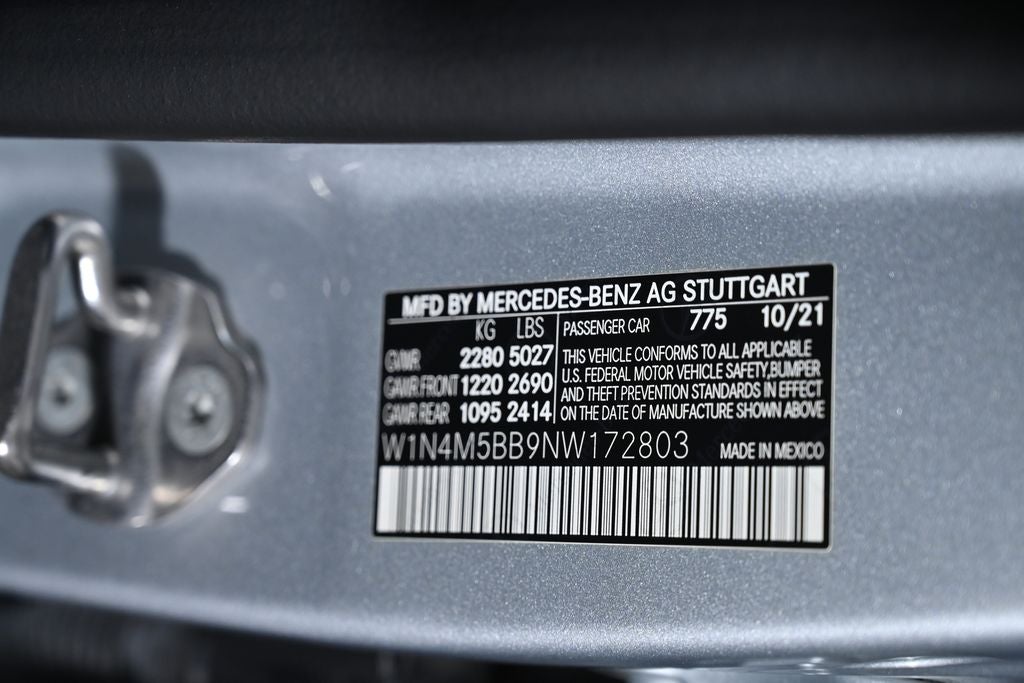 MFD BY MERCEDES-BENZ AG STUTTGART
KG LBS
GVWR 2280 5027
GAWR FRONT 1220 2690
GAWR REAR 1095 2414
PASSENGER CAR 775 10/21
THIS VEHICLE CONFORMS TO ALL APPLICABLE
U.S. FEDERAL MOTOR VEHICLE SAFETY,BUMPER
AND THEFT PREVENTION STANDARDS IN EFFECT
ON THE DATE OF MANUFACTURE SHOWN ABOVE
W1N4M5BB9NW172803 MADE IN MEXICO